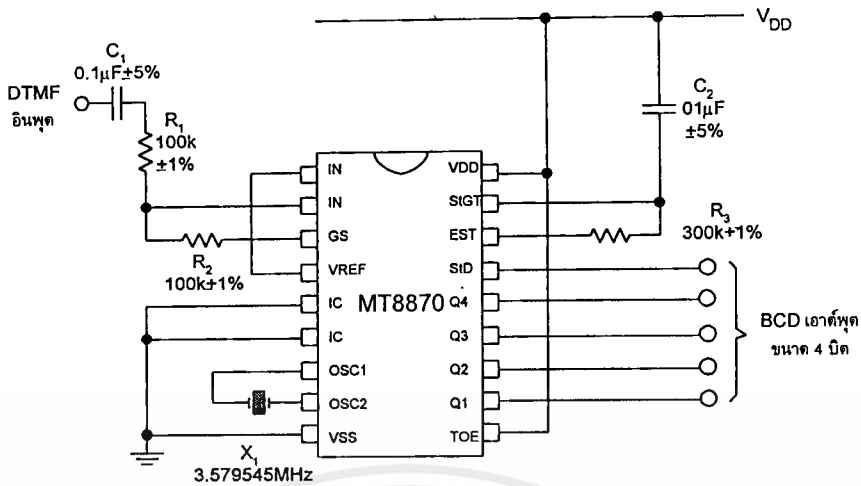 V_DD
C₁
0.1µF±5%
DTMF
อินพุต
R₁
100k
±1%
C₂
01µF
±5%
IN
VDD
IN
StGT
GS
EST
R₃
300k+1%
R₂
100k+1%
VREF
StD
IC
MT8870
Q4
IC
Q3
BCD เอาต์พุต
ขนาด 4 บิต
OSC1
Q2
OSC2
Q1
VSS
TOE
X₁
3.579545MHz